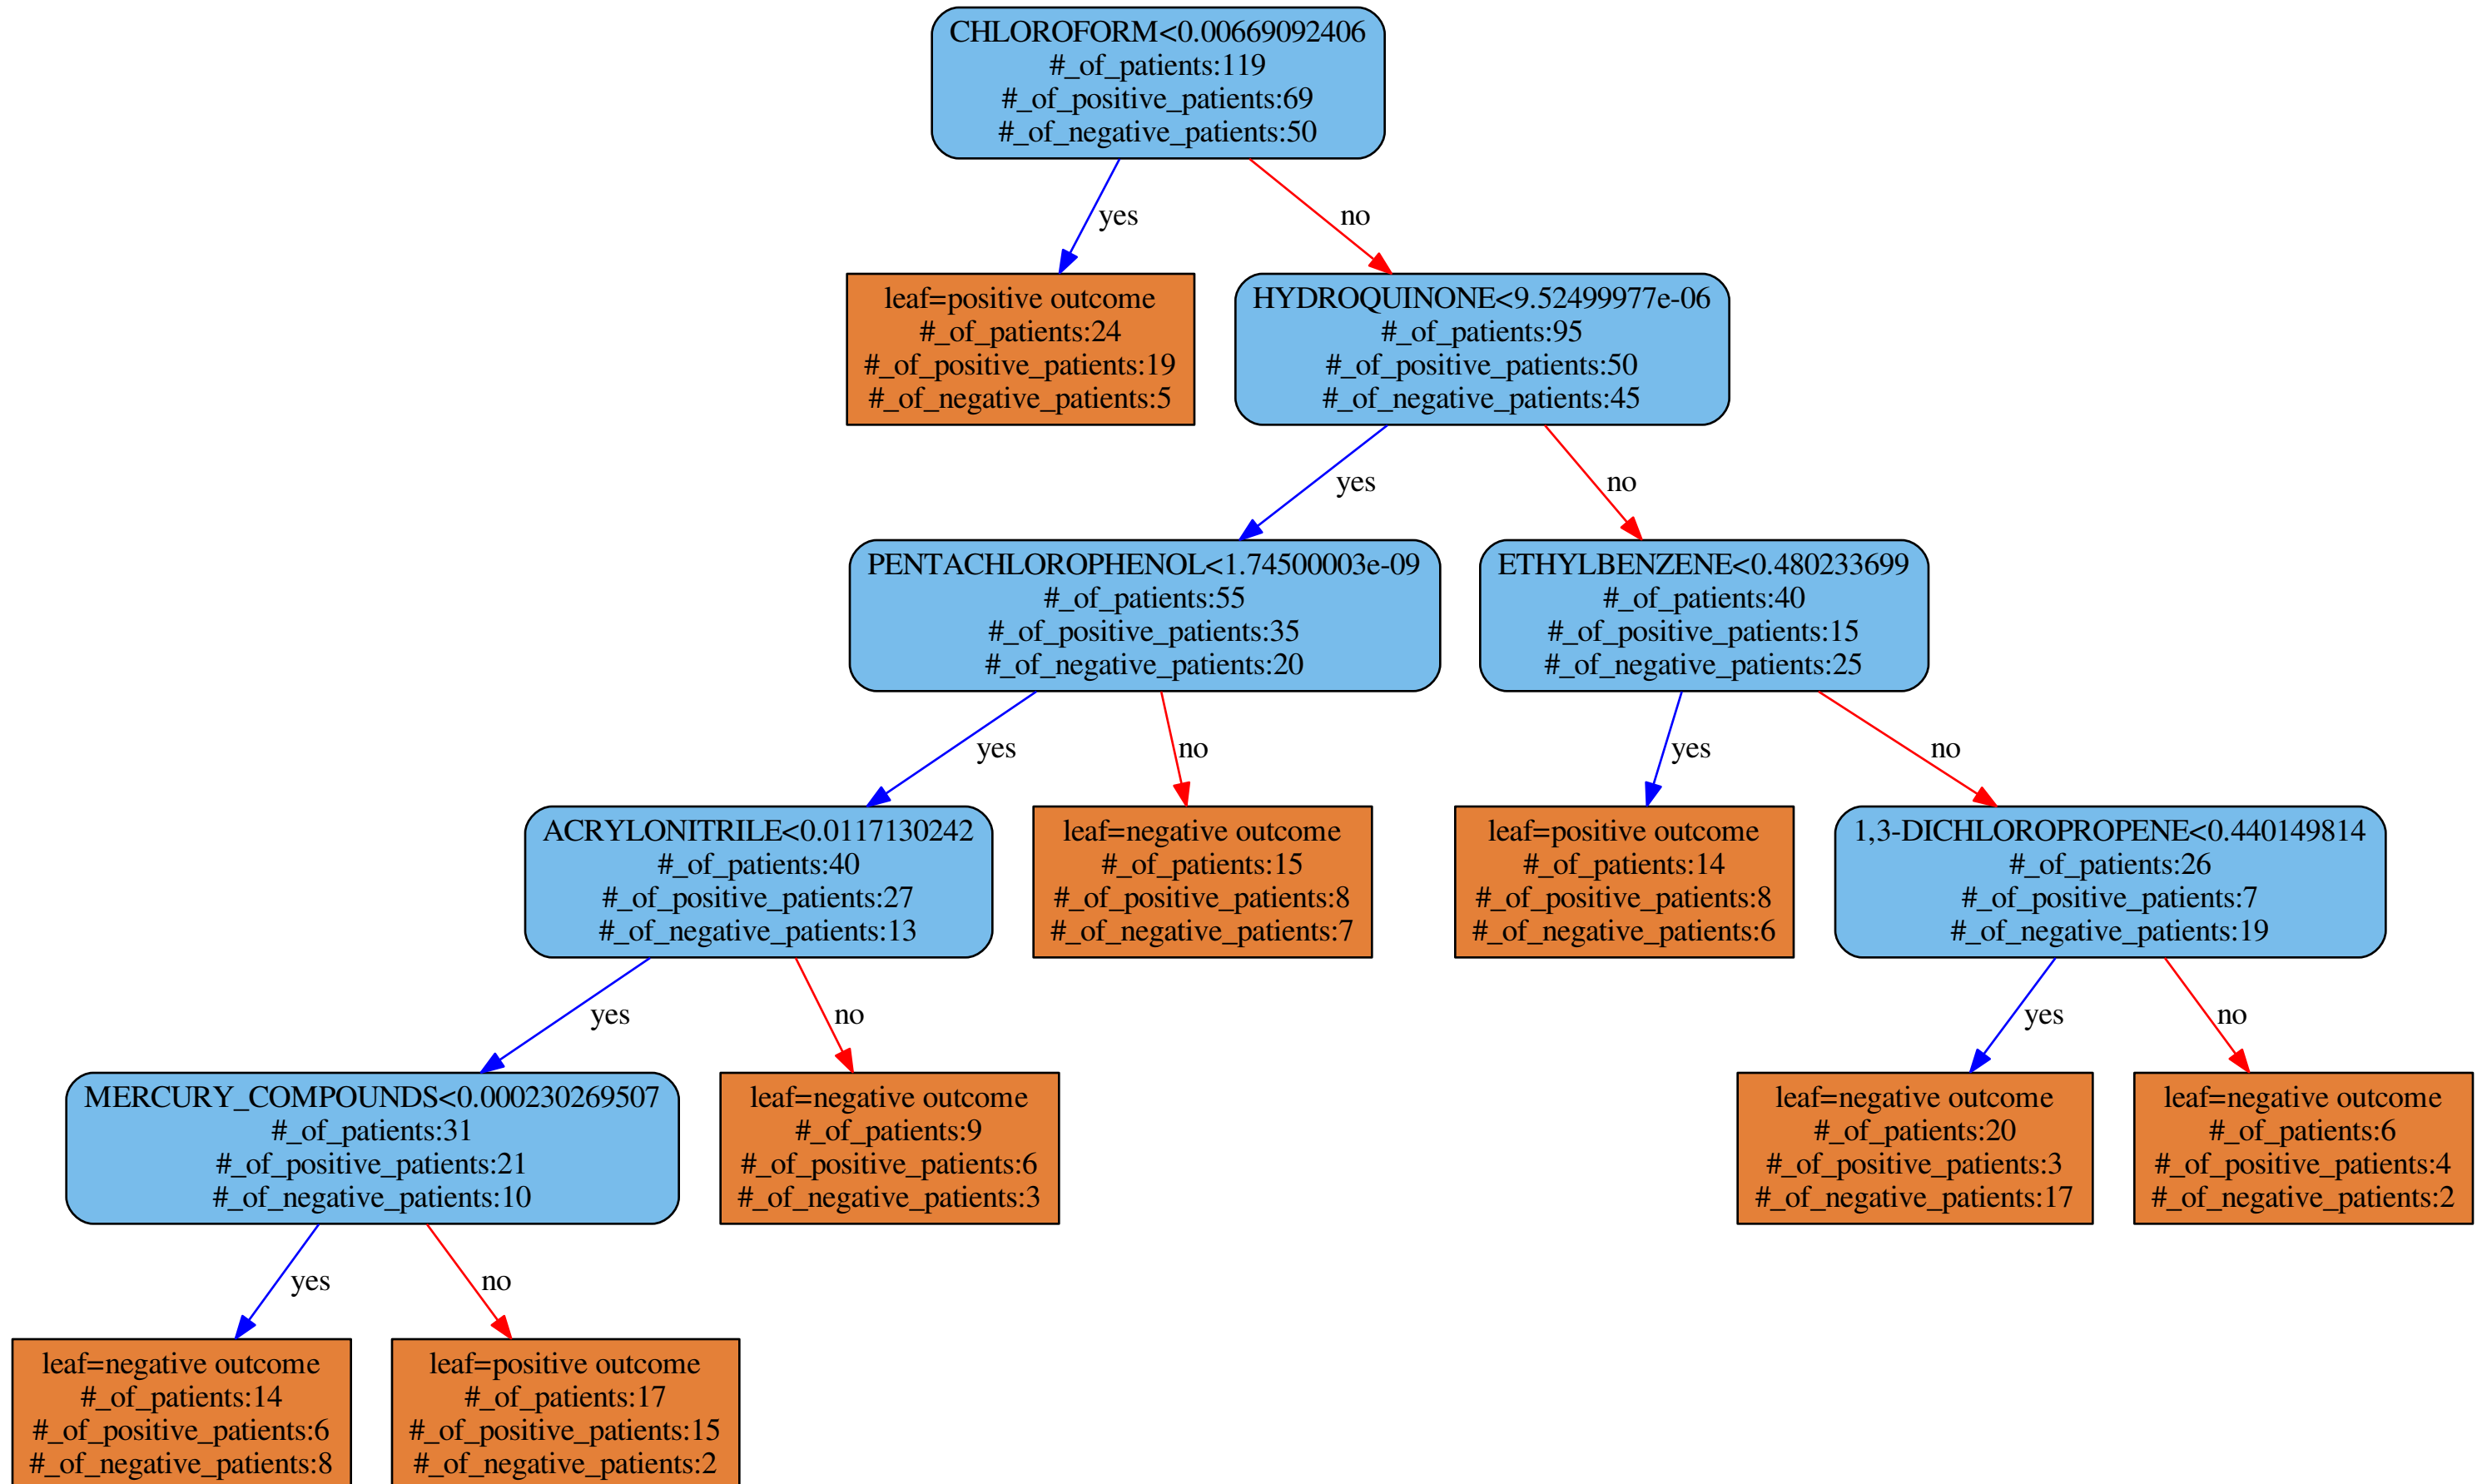 CHLOROFORM<0.00669092406
#_of_patients:119
#_of_positive_patients:69
#_of_negative_patients:50
yes
no
leaf=positive outcome
#_of_patients:24
#_of_positive_patients:19
#_of_negative_patients:5
HYDROQUINONE<9.52499977e-06
#_of_patients:95
#_of_positive_patients:50
#_of_negative_patients:45
yes
no
PENTACHLOROPHENOL<1.74500003e-09
#_of_patients:55
#_of_positive_patients:35
#_of_negative_patients:20
ETHYLBENZENE<0.480233699
#_of_patients:40
#_of_positive_patients:15
#_of_negative_patients:25
yes
no
yes
no
ACRYLONITRILE<0.0117130242
#_of_patients:40
#_of_positive_patients:27
#_of_negative_patients:13
leaf=negative outcome
#_of_patients:15
#_of_positive_patients:8
#_of_negative_patients:7
leaf=positive outcome
#_of_patients:14
#_of_positive_patients:8
#_of_negative_patients:6
1,3-DICHLOROPROPENE<0.440149814
#_of_patients:26
#_of_positive_patients:7
#_of_negative_patients:19
yes
no
yes
no
MERCURY_COMPOUNDS<0.000230269507
#_of_patients:31
#_of_positive_patients:21
#_of_negative_patients:10
leaf=negative outcome
#_of_patients:9
#_of_positive_patients:6
#_of_negative_patients:3
leaf=negative outcome
#_of_patients:20
#_of_positive_patients:3
#_of_negative_patients:17
leaf=negative outcome
#_of_patients:6
#_of_positive_patients:4
#_of_negative_patients:2
yes
no
leaf=negative outcome
#_of_patients:14
#_of_positive_patients:6
#_of_negative_patients:8
leaf=positive outcome
#_of_patients:17
#_of_positive_patients:15
#_of_negative_patients:2